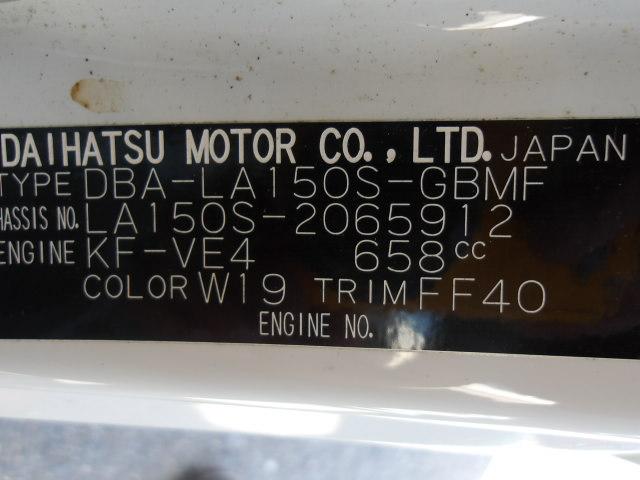 DAIHATSU MOTOR CO., LTD. JAPAN
TYPE DBA-LA150S-GBMF
HASSIS NO. LA150S-2065912
ENGINE KF-VE4 658cc
COLOR W19 TRIM FF40
ENGINE NO.